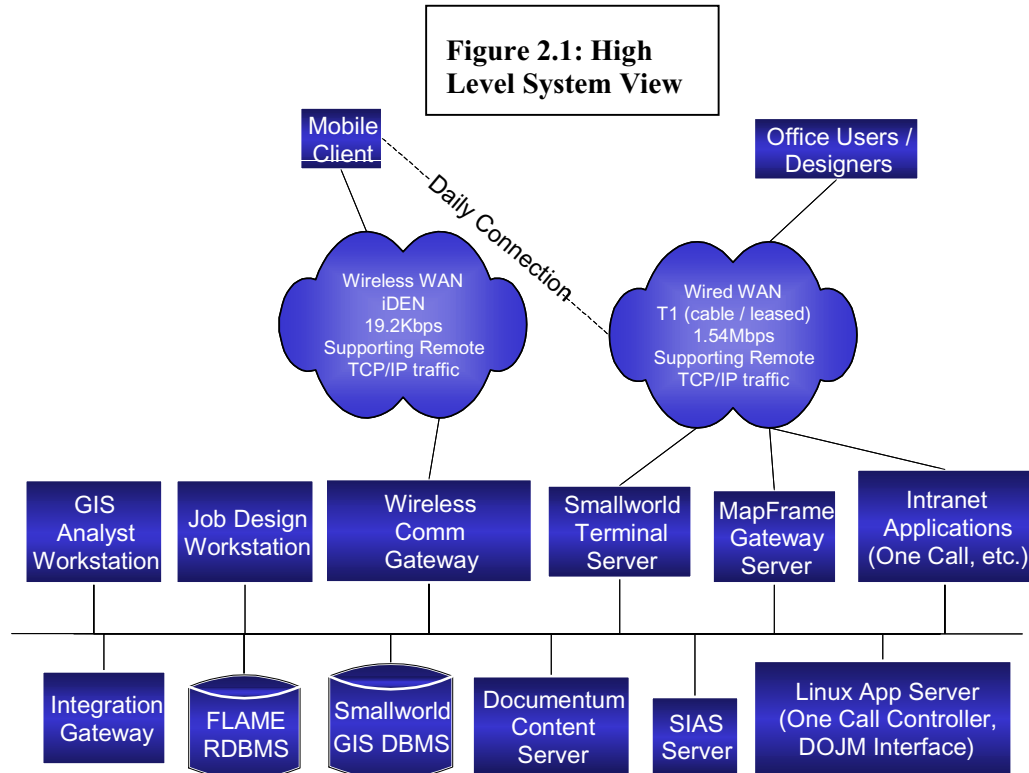 Figure 2.1: High
Level System View
Mobile
Client
Office Users /
Designers
Daily Connection
Wireless WAN
iDEN
19.2Kbps
Supporting Remote
TCP/IP traffic
Wired WAN
T1 (cable / leased)
1.54Mbps
Supporting Remote
TCP/IP traffic
GIS
Analyst
Workstation
Job Design
Workstation
Wireless
Comm
Gateway
Smallworld
Terminal
Server
MapFrame
Gateway
Server
Intranet
Applications
(One Call, etc.)
Integration
Gateway
FLAME
RDBMS
Smallworld
GIS DBMS
Documentum
Content
Server
SIAS
Server
Linux App Server
(One Call Controller,
DOJM Interface)